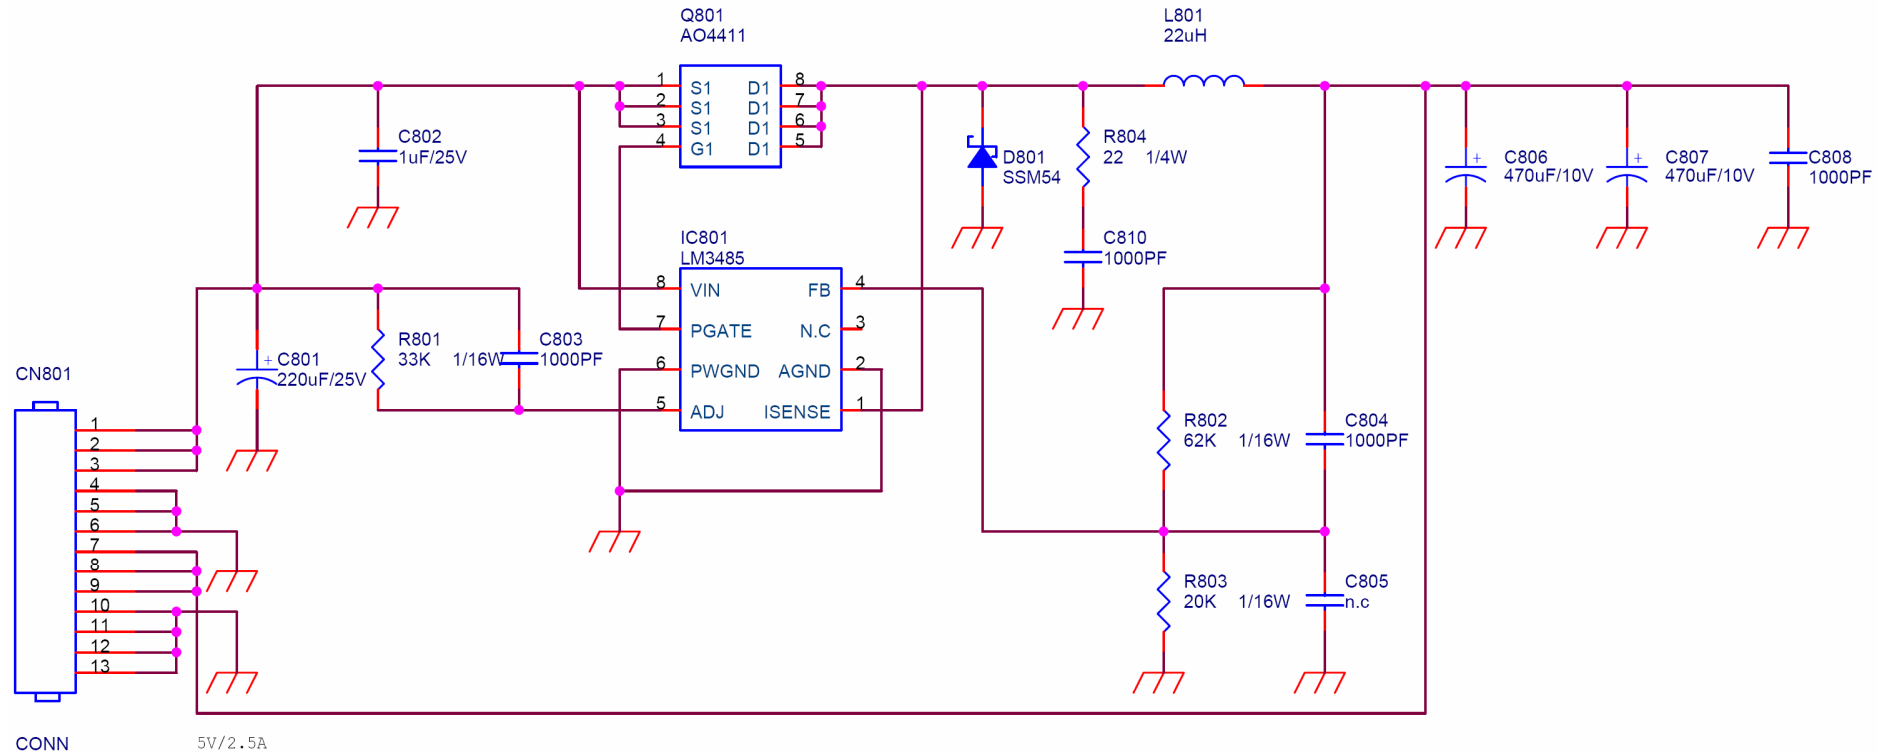 Q801
AO4411
L801
22uH
1 S1 D1 8
2 S1 D1 7
3 S1 D1 6
4 G1 D1 5
C802
1uF/25V
D801
SSM54
R804
22 1/4W
C806
470uF/10V
C807
470uF/10V
C808
1000PF
C810
1000PF
IC801
LM3485
8 VIN FB 4
7 PGATE N.C 3
6 PWGND AGND 2
5 ADJ ISENSE 1
R801
33K 1/16W
C803
1000PF
C801
220uF/25V
+
+
+
R802
62K 1/16W
C804
1000PF
R803
20K 1/16W
C805
n.c
CN801
1
2
3
4
5
6
7
8
9
10
11
12
13
CONN
5V/2.5A